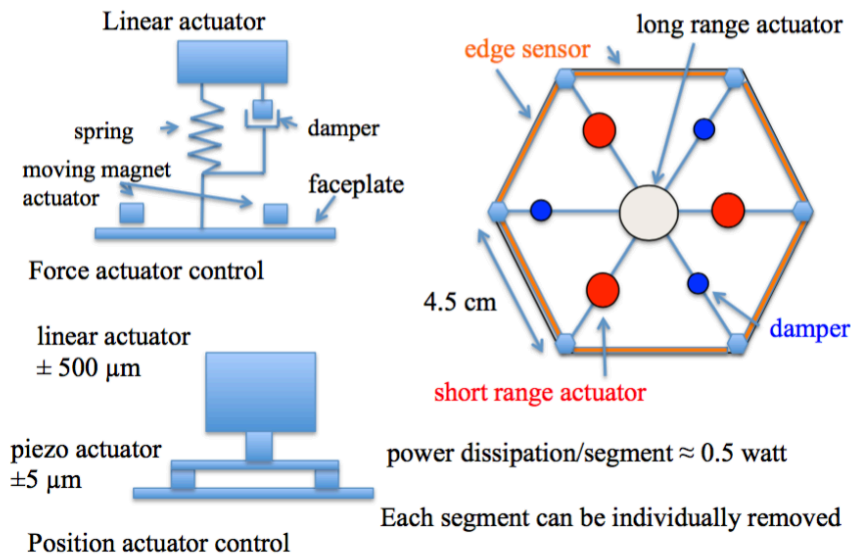 Linear actuator
spring
damper
moving magnet
actuator
faceplate
Force actuator control
linear actuator
± 500 µm
piezo actuator
±5 µm
Position actuator control
long range actuator
edge sensor
4.5 cm
damper
short range actuator
power dissipation/segment ≈ 0.5 watt
Each segment can be individually removed